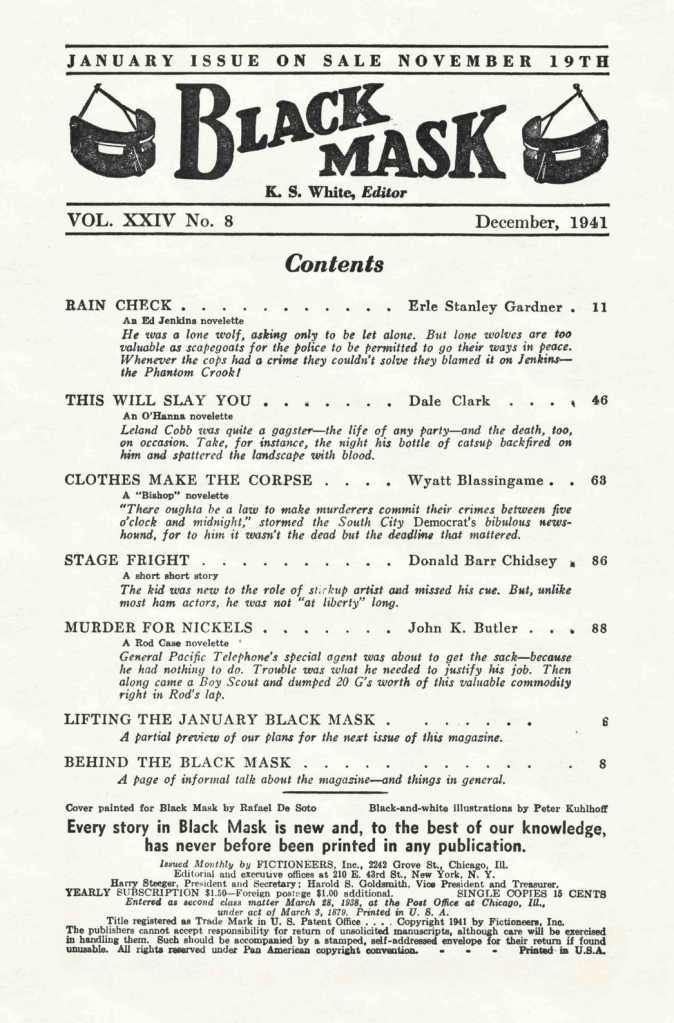 JANUARY ISSUE ON SALE NOVEMBER 19TH
BLACK MASK
K. S. White, Editor
VOL. XXIV No. 8 December, 1941
Contents
RAIN CHECK . . . . . . . . . . . Erle Stanley Gardner . 11
An Ed Jenkins novelette
He was a lone wolf, asking only to be let alone. But lone wolves are too
valuable as scapegoats for the police to be permitted to go their ways in peace.
Whenever the cops had a crime they couldn't solve they blamed it on Jenkins—
the Phantom Crook!
THIS WILL SLAY YOU . . . . . . . Dale Clark . . . . 46
An O'Hanna novelette
Leland Cobb was quite a gagster—the life of any party—and the death, too,
on occasion. Take, for instance, the night his bottle of catsup backfired on
him and spattered the landscape with blood.
CLOTHES MAKE THE CORPSE . . . . Wyatt Blassingame . . 63
A "Bishop" novelette
"There oughta be a law to make murderers commit their crimes between five
o'clock and midnight," stormed the South City Democrat's bibulous news-
hound, for to him it wasn't the dead but the deadline that mattered.
STAGE FRIGHT . . . . . . . . . . Donald Barr Chidsey . 86
A short short story
The kid was new to the role of stickup artist and missed his cue. But, unlike
most ham actors, he was not "at liberty" long.
MURDER FOR NICKELS . . . . . . . John K. Butler . . . 88
A Rod Case novelette
General Pacific Telephone's special agent was about to get the sack—because
he had nothing to do. Trouble was what he needed to justify his job. Then
along came a Boy Scout and dumped 20 G's worth of this valuable commodity
right in Rod's lap.
LIFTING THE JANUARY BLACK MASK . . . . . . . 6
A partial preview of our plans for the next issue of this magazine.
BEHIND THE BLACK MASK . . . . . . . . . . . . 8
A page of informal talk about the magazine—and things in general.
Cover painted for Black Mask by Rafael De Soto Black-and-white illustrations by Peter Kuhlhoff
Every story in Black Mask is new and, to the best of our knowledge,
has never before been printed in any publication.
Issued Monthly by FICTIONEERS, Inc., 2242 Grove St., Chicago, Ill.
Editorial and executive offices at 210 E. 43rd St., New York, N. Y.
Harry Steeger, President and Secretary; Harold S. Goldsmith, Vice President and Treasurer.
YEARLY SUBSCRIPTION $1.50—Foreign postage $1.00 additional. SINGLE COPIES 15 CENTS
Entered as second class matter March 28, 1938, at the Post Office at Chicago, Ill.,
under act of March 3, 1879. Printed in U. S. A.
Title registered as Trade Mark in U. S. Patent Office . . . . Copyright 1941 by Fictioneers, Inc.
The publishers cannot accept responsibility for return of unsolicited manuscripts, although care will be exercised
in handling them. Such should be accompanied by a stamped, self-addressed envelope for their return if found
unusable. All rights reserved under Pan American copyright convention. - - - Printed in U.S.A.